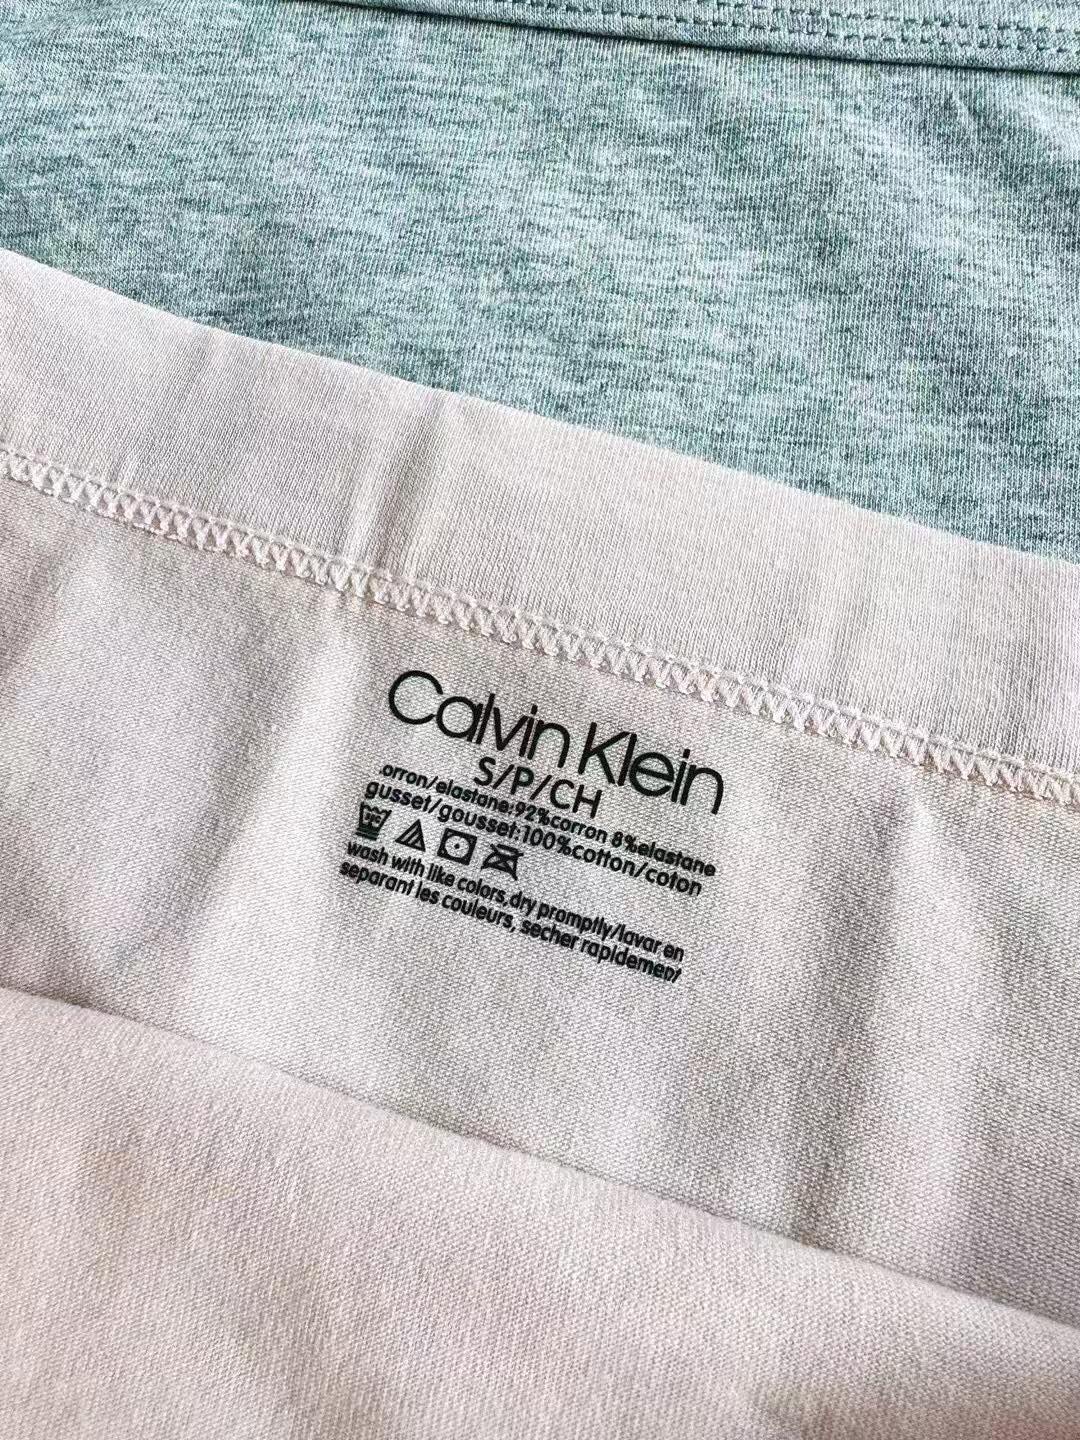 Calvin Klein
S/P/CH
.orron/elastane:92%corron 8%elastane
gusset/gousset:100%cotton/coton
wash with like colors,dry promptly/lavar en
separant les couleurs, secher rapidement